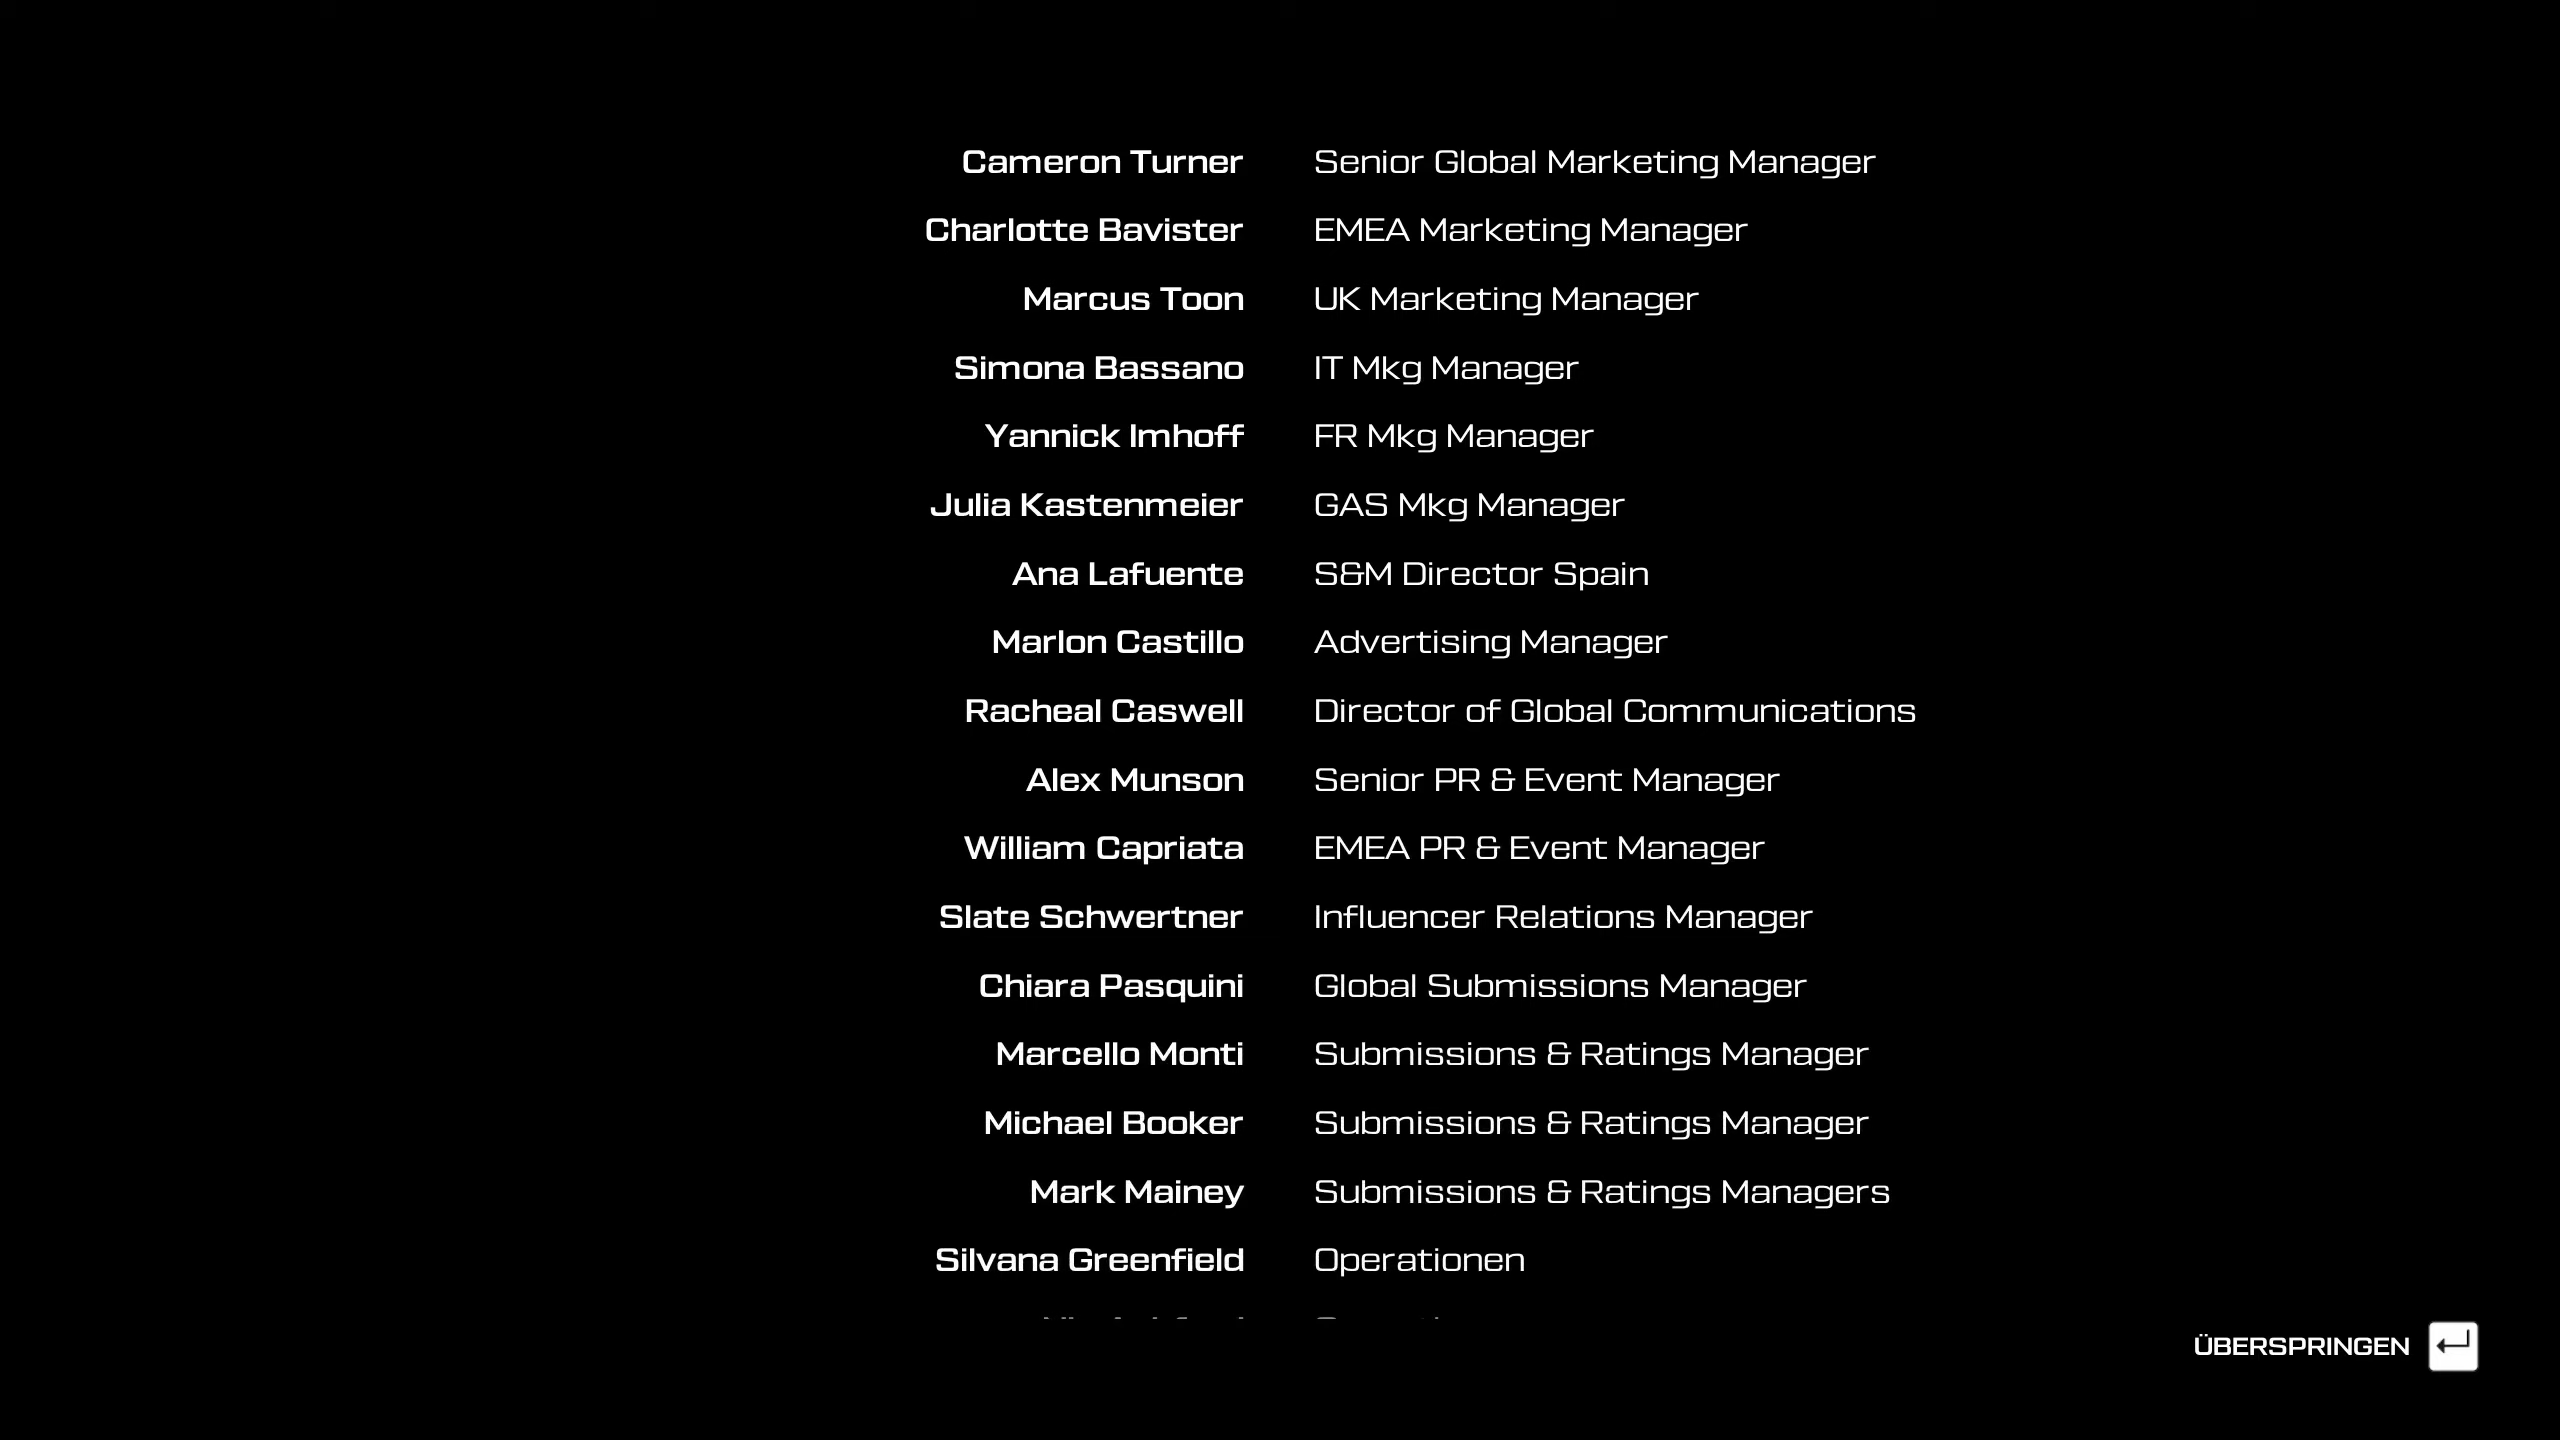 Cameron Turner Senior Global Marketing Manager
Charlotte Bavister EMEA Marketing Manager
Marcus Toon UK Marketing Manager
Simona Bassano IT Mkg Manager
Yannick Imhoff FR Mkg Manager
Julia Kastenmeier GAS Mkg Manager
Ana Lafuente S&M Director Spain
Marlon Castillo Advertising Manager
Racheal Caswell Director of Global Communications
Alex Munson Senior PR & Event Manager
William Capriata EMEA PR & Event Manager
Slate Schwertner Influencer Relations Manager
Chiara Pasquini Global Submissions Manager
Marcello Monti Submissions & Ratings Manager
Michael Booker Submissions & Ratings Manager
Mark Mainey Submissions & Ratings Managers
Silvana Greenfield Operationen
ÜBERSPRINGEN